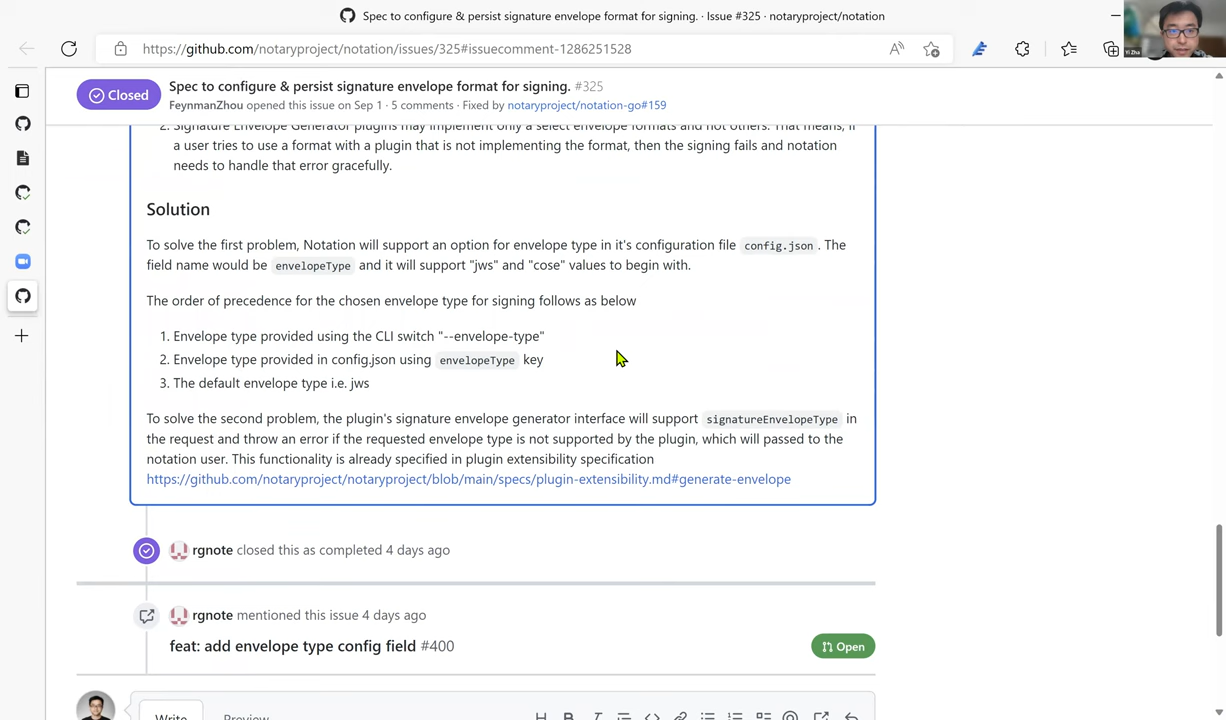 Spec to configure & persist signature envelope format for signing. · Issue #325 · notaryproject/notation
https://github.com/notaryproject/notation/issues/325#issuecomment-1286251528
Yi Zha
Closed
Spec to configure & persist signature envelope format for signing. #325
FeynmanZhou opened this issue on Sep 1 · 5 comments · Fixed by notaryproject/notation-go#159
2. Signature Envelope Generator plugins may implement only a select envelope formats and not others. That means, if
a user tries to use a format with a plugin that is not implementing the format, then the signing fails and notation
needs to handle that error gracefully.
Solution
To solve the first problem, Notation will support an option for envelope type in it's configuration file config.json . The
field name would be envelopeType and it will support "jws" and "cose" values to begin with.
The order of precedence for the chosen envelope type for signing follows as below
1. Envelope type provided using the CLI switch "--envelope-type"
2. Envelope type provided in config.json using envelopeType key
3. The default envelope type i.e. jws
To solve the second problem, the plugin's signature envelope generator interface will support signatureEnvelopeType in
the request and throw an error if the requested envelope type is not supported by the plugin, which will passed to the
notation user. This functionality is already specified in plugin extensibility specification
https://github.com/notaryproject/notaryproject/blob/main/specs/plugin-extensibility.md#generate-envelope
rgnote closed this as completed 4 days ago
rgnote mentioned this issue 4 days ago
feat: add envelope type config field #400
Open
Write
Preview